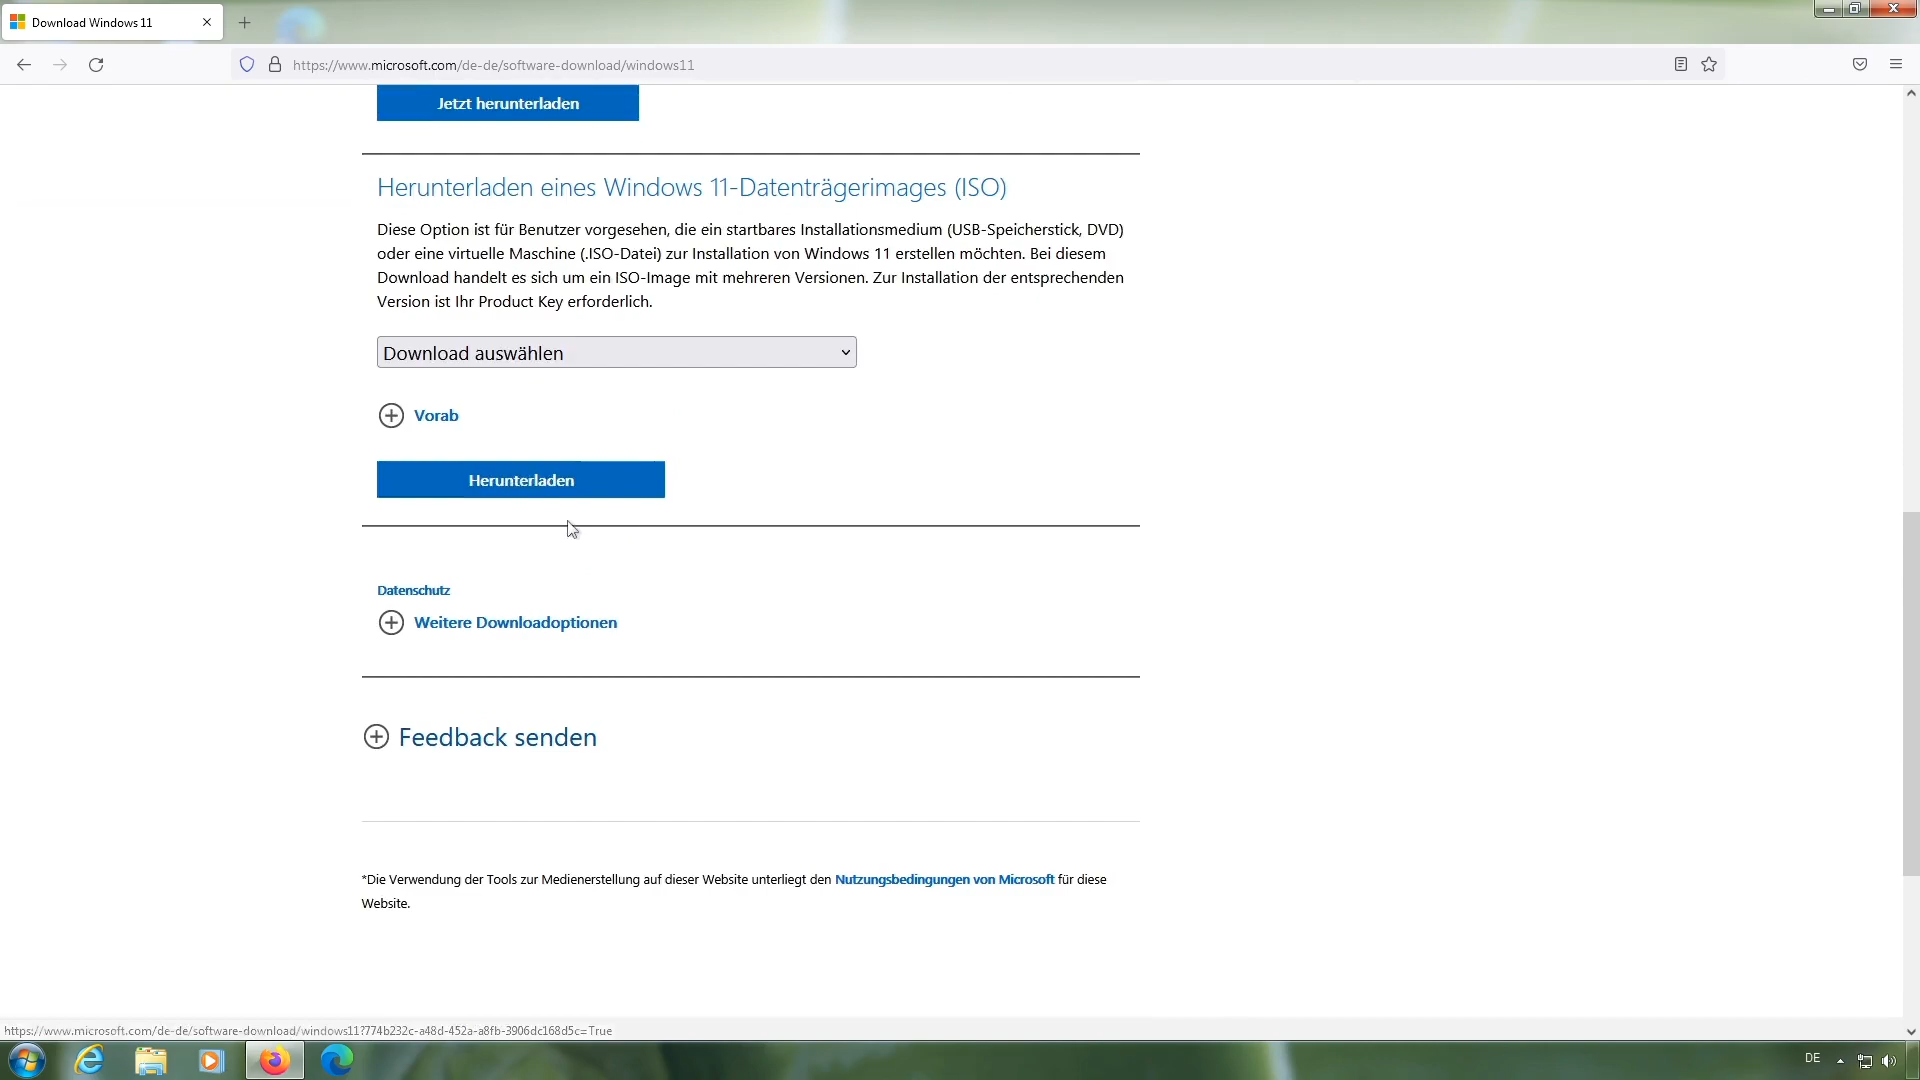 Download Windows 11
https://www.microsoft.com/de-de/software-download/windows11
Jetzt herunterladen
Herunterladen eines Windows 11-Datenträgerimages (ISO)
Diese Option ist für Benutzer vorgesehen, die ein startbares Installationsmedium (USB-Speicherstick, DVD)
oder eine virtuelle Maschine (.ISO-Datei) zur Installation von Windows 11 erstellen möchten. Bei diesem
Download handelt es sich um ein ISO-Image mit mehreren Versionen. Zur Installation der entsprechenden
Version ist Ihr Product Key erforderlich.
Download auswählen
Vorab
Herunterladen
Datenschutz
Weitere Downloadoptionen
Feedback senden
*Die Verwendung der Tools zur Medienerstellung auf dieser Website unterliegt den Nutzungsbedingungen von Microsoft für diese
Website.
https://www.microsoft.com/de-de/software-download/windows11?774b232c-a48d-452a-a8fb-3906dc168d5c=True
DE